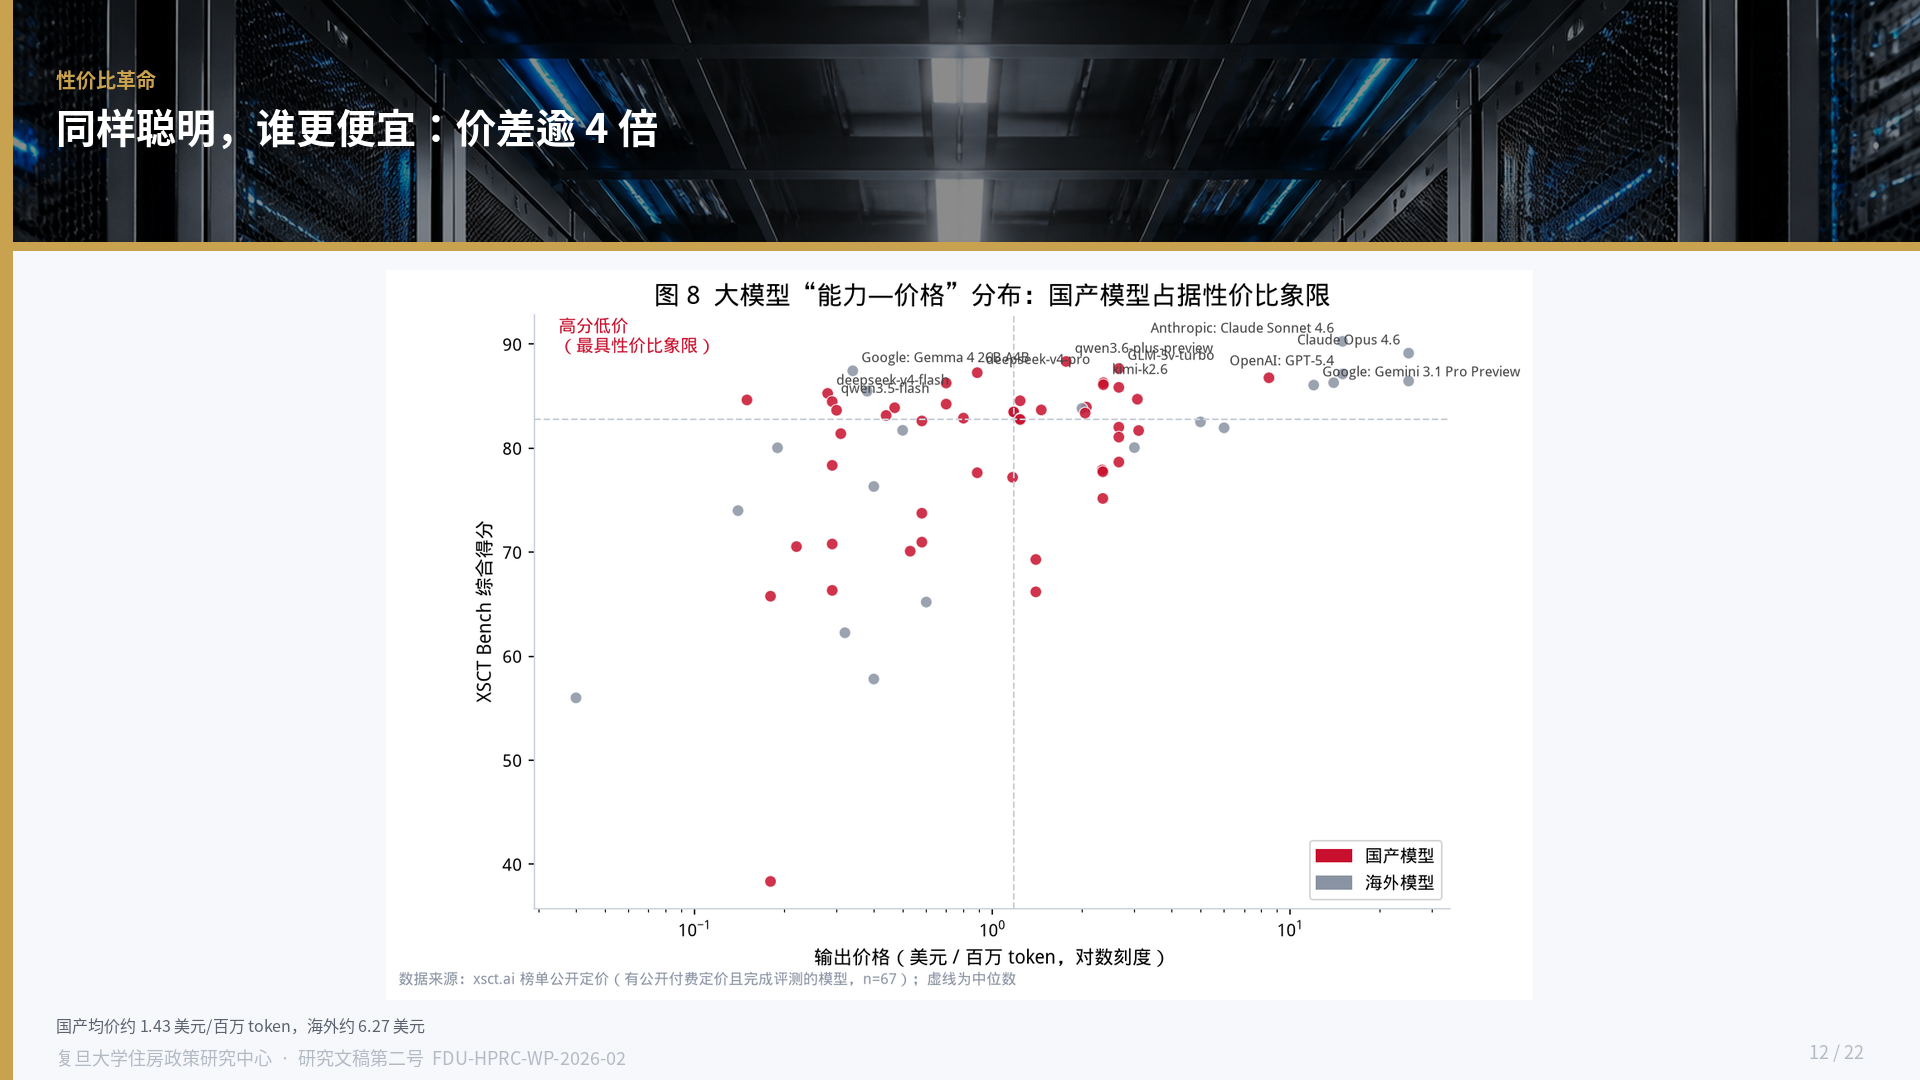 性价比革命
同样聪明，谁更便宜：价差逾 4 倍
图 8 大模型“能力—价格”分布：国产模型占据性价比象限
高分低价
（最具性价比象限）
Anthropic: Claude Sonnet 4.6
Claude Opus 4.6
qwen3.6-plus-preview
Google: Gemma 4 26B A4B
deepseek-v4-pro
GLM-5v-turbo
OpenAI: GPT-5.4
kimi-k2.6
Google: Gemini 3.1 Pro Preview
deepseek-v4-flash
qwen3.5-flash
90
80
70
60
50
40
XSCT Bench 综合得分
国产模型
海外模型
10⁻¹
10⁰
10¹
输出价格（美元 / 百万 token，对数刻度）
数据来源：xsct.ai 榜单公开定价（有公开付费定价且完成评测的模型，n=67）；虚线为中位数
国产均价约 1.43 美元/百万 token，海外约 6.27 美元
复旦大学住房政策研究中心 · 研究文稿第二号 FDU-HPRC-WP-2026-02
12 / 22